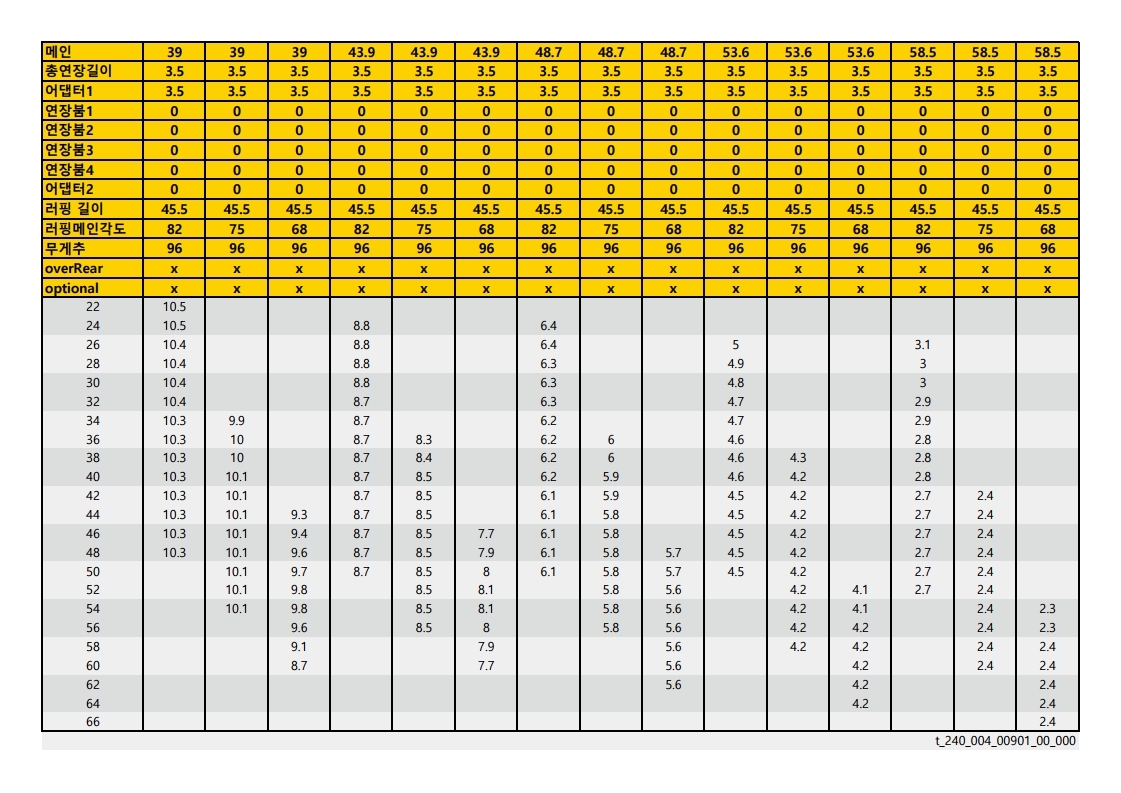 메인 39 39 39 43.9 43.9 43.9 48.7 48.7 48.7 53.6 53.6 53.6 58.5 58.5 58.5
총연장길이 3.5 3.5 3.5 3.5 3.5 3.5 3.5 3.5 3.5 3.5 3.5 3.5 3.5 3.5 3.5
어댑터1 3.5 3.5 3.5 3.5 3.5 3.5 3.5 3.5 3.5 3.5 3.5 3.5 3.5 3.5 3.5
연장붐1 0 0 0 0 0 0 0 0 0 0 0 0 0 0 0
연장붐2 0 0 0 0 0 0 0 0 0 0 0 0 0 0 0
연장붐3 0 0 0 0 0 0 0 0 0 0 0 0 0 0 0
연장붐4 0 0 0 0 0 0 0 0 0 0 0 0 0 0 0
어댑터2 0 0 0 0 0 0 0 0 0 0 0 0 0 0 0
러핑 길이 45.5 45.5 45.5 45.5 45.5 45.5 45.5 45.5 45.5 45.5 45.5 45.5 45.5 45.5 45.5
러핑메인각도 82 75 68 82 75 68 82 75 68 82 75 68 82 75 68
무게추 96 96 96 96 96 96 96 96 96 96 96 96 96 96 96
overRear x x x x x x x x x x x x x x x
optional x x x x x x x x x x x x x x x
22 10.5
24 10.5 8.8 6.4
26 10.4 8.8 6.4 5 3.1
28 10.4 8.8 6.3 4.9 3
30 10.4 8.8 6.3 4.8 3
32 10.4 8.7 6.3 4.7 2.9
34 10.3 9.9 8.7 6.2 4.7 2.9
36 10.3 10 8.7 8.3 6.2 6 4.6 2.8
38 10.3 10 8.7 8.4 6.2 6 4.6 4.3 2.8
40 10.3 10.1 8.7 8.5 6.2 5.9 4.6 4.2 2.8
42 10.3 10.1 8.7 8.5 6.1 5.9 4.5 4.2 2.7 2.4
44 10.3 10.1 9.3 8.7 8.5 6.1 5.8 4.5 4.2 2.7 2.4
46 10.3 10.1 9.4 8.7 8.5 7.7 6.1 5.8 4.5 4.2 2.7 2.4
48 10.3 10.1 9.6 8.7 8.5 7.9 6.1 5.8 5.7 4.5 4.2 2.7 2.4
50 10.1 9.7 8.7 8.5 8 6.1 5.8 5.7 4.5 4.2 2.7 2.4
52 10.1 9.8 8.5 8.1 5.8 5.6 4.2 4.1 2.7 2.4
54 10.1 9.8 8.5 8.1 5.8 5.6 4.2 4.1 2.4 2.3
56 9.6 8.5 8 5.8 5.6 4.2 4.2 2.4 2.3
58 9.1 7.9 5.6 4.2 4.2 2.4 2.4
60 8.7 7.7 5.6 4.2 2.4 2.4
62 5.6 4.2 2.4
64 4.2 2.4
66 2.4
t_240_004_00901_00_000